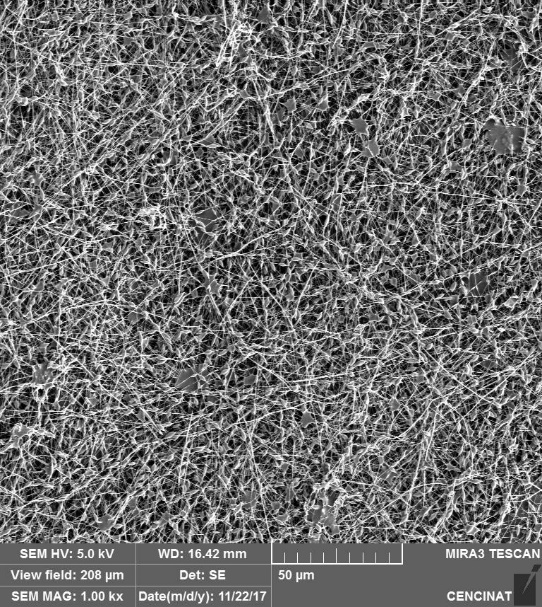 SEM HV: 5.0 kV WD: 16.42 mm MIRA3 TESCAN
View field: 208 µm Det: SE 50 µm
SEM MAG: 1.00 kx Date(m/d/y): 11/22/17 CENCINAT